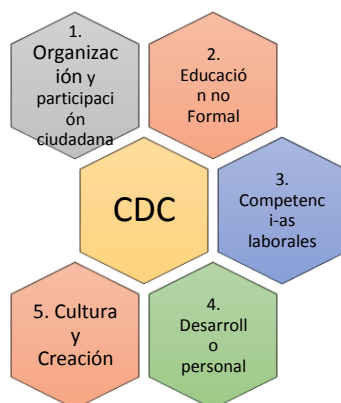 1.
Organizac
ión y
participaci
ón
ciudadana
2.
Educació
n no
Formal
CDC
3.
Competenc
i-as
laborales
5. Cultura
y
Creación
4.
Desarroll
o
personal